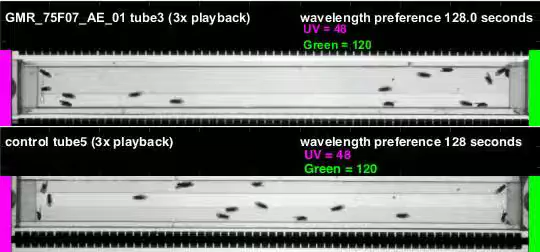 GMR_75F07_AE_01 tube3 (3x playback)
wavelength preference 128.0 seconds
UV = 48
Green = 120
control tube5 (3x playback)
wavelength preference 128 seconds
UV = 48
Green = 120